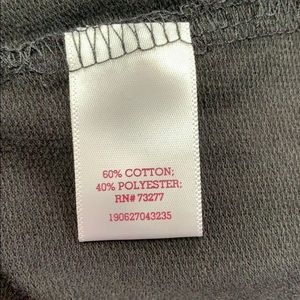 60% COTTON;
40% POLYESTER;
RN# 73277
190627043235